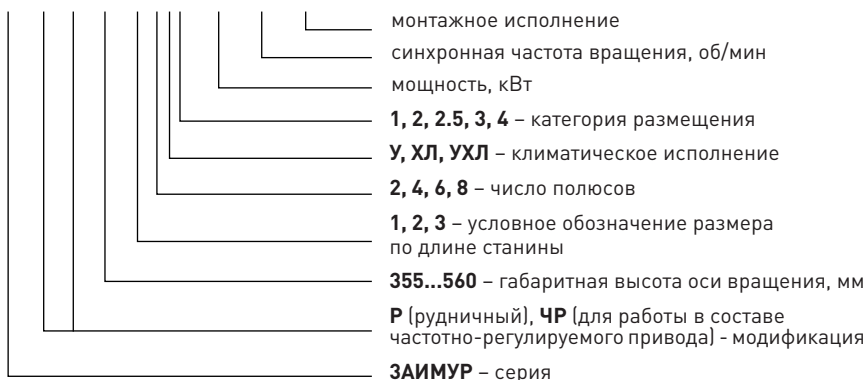 монтажное исполнение
синхронная частота вращения, об/мин
мощность, кВт
1, 2, 2.5, 3, 4 – категория размещения
У, ХЛ, УХЛ – климатическое исполнение
2, 4, 6, 8 – число полюсов
1, 2, 3 – условное обозначение размера
по длине станины
355...560 – габаритная высота оси вращения, мм
Р (рудничный), ЧР (для работы в составе
частотно-регулируемого привода) - модификация
ЗАИМУР – серия